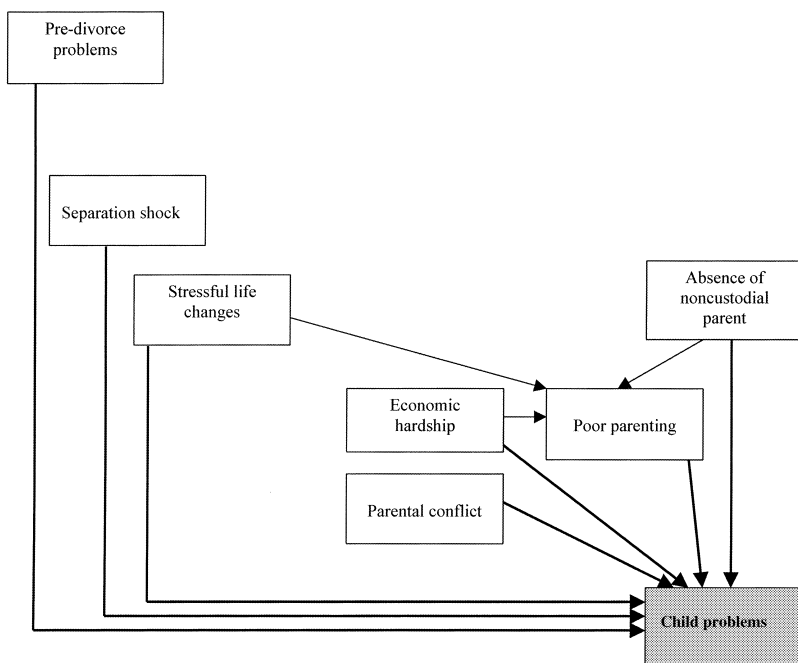 Pre-divorce
problems
Separation shock
Stressful life
changes
Absence of
noncustodial
parent
Economic
hardship
Poor parenting
Parental conflict
Child problems